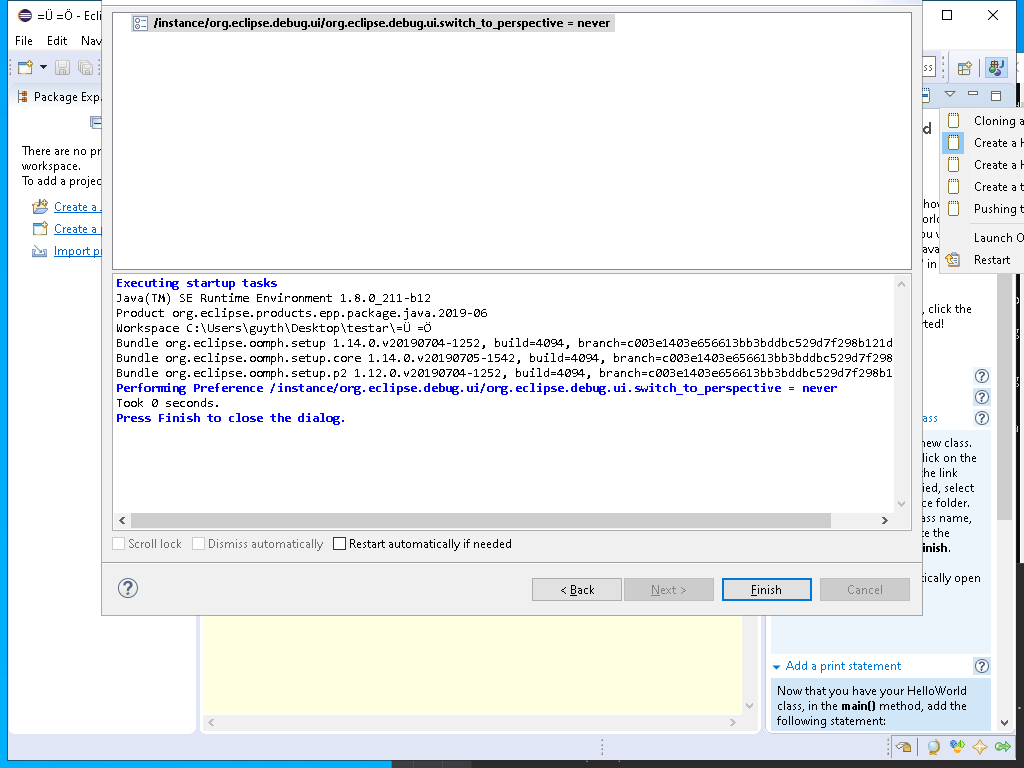 =Ü =Ö - Ecli
File Edit Nav
Package Exp
There are no pr
workspace.
To add a projec
Create a
Create a
Import pr
/instance/org.eclipse.debug.ui/org.eclipse.debug.ui.switch_to_perspective = never
Executing startup tasks
Java(TM) SE Runtime Environment 1.8.0_211-b12
Product org.eclipse.products.epp.package.java.2019-06
Workspace C:\Users\guyth\Desktop\testar\=Ü =Ö
Bundle org.eclipse.oomph.setup 1.14.0.v20190704-1252, build=4094, branch=c003e1403e656613bb3bddbc529d7f298b121d
Bundle org.eclipse.oomph.setup.core 1.14.0.v20190705-1542, build=4094, branch=c003e1403e656613bb3bddbc529d7f298
Bundle org.eclipse.oomph.setup.p2 1.12.0.v20190704-1252, build=4094, branch=c003e1403e656613bb3bddbc529d7f298b1
Performing Preference /instance/org.eclipse.debug.ui/org.eclipse.debug.ui.switch_to_perspective = never
Took 0 seconds.
Press Finish to close the dialog.
Scroll lock Dismiss automatically Restart automatically if needed
< Back Next > Finish Cancel
ss
d
Cloning a
Create a H
Create a H
Create a t
Pushing t
Launch O
Restart
how
orld
ou w
ava
' in
, click the
rted!
ass
new class.
lick on the
he link
ied, select
ce folder.
ass name,
te the
inish.
ically open
Add a print statement
Now that you have your HelloWorld
class, in the main() method, add the
following statement: